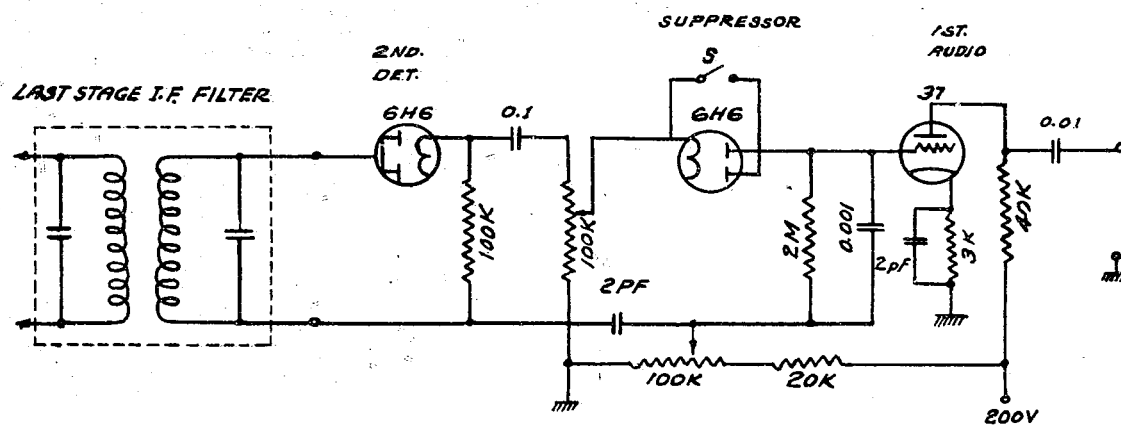 SUPPRESSOR
1ST.
AUDIO
2ND.
DET.
S
37
LAST STAGE I.F. FILTER
6H6
0.1
6H6
0.01
100K
100K
2M
0.001
2pF
3K
40K
2PF
100K
20K
200V